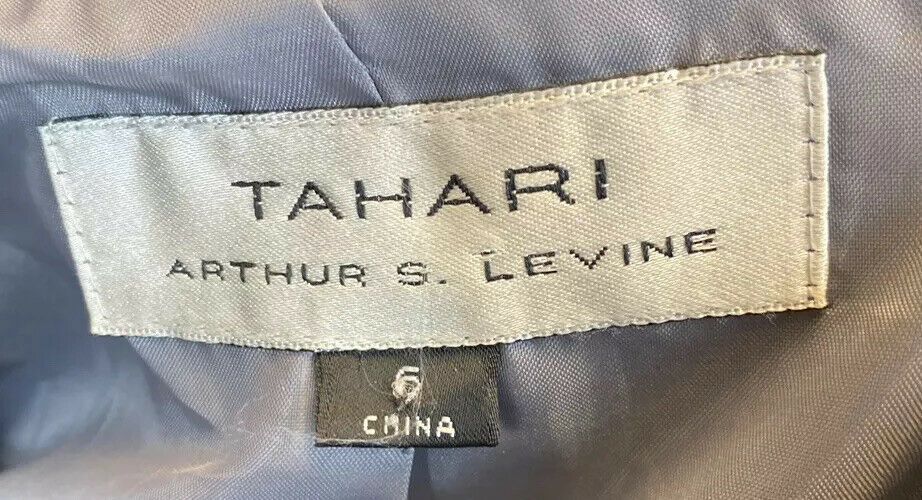 TAHARI
ARTHUR S. LEVINE
6
CHINA